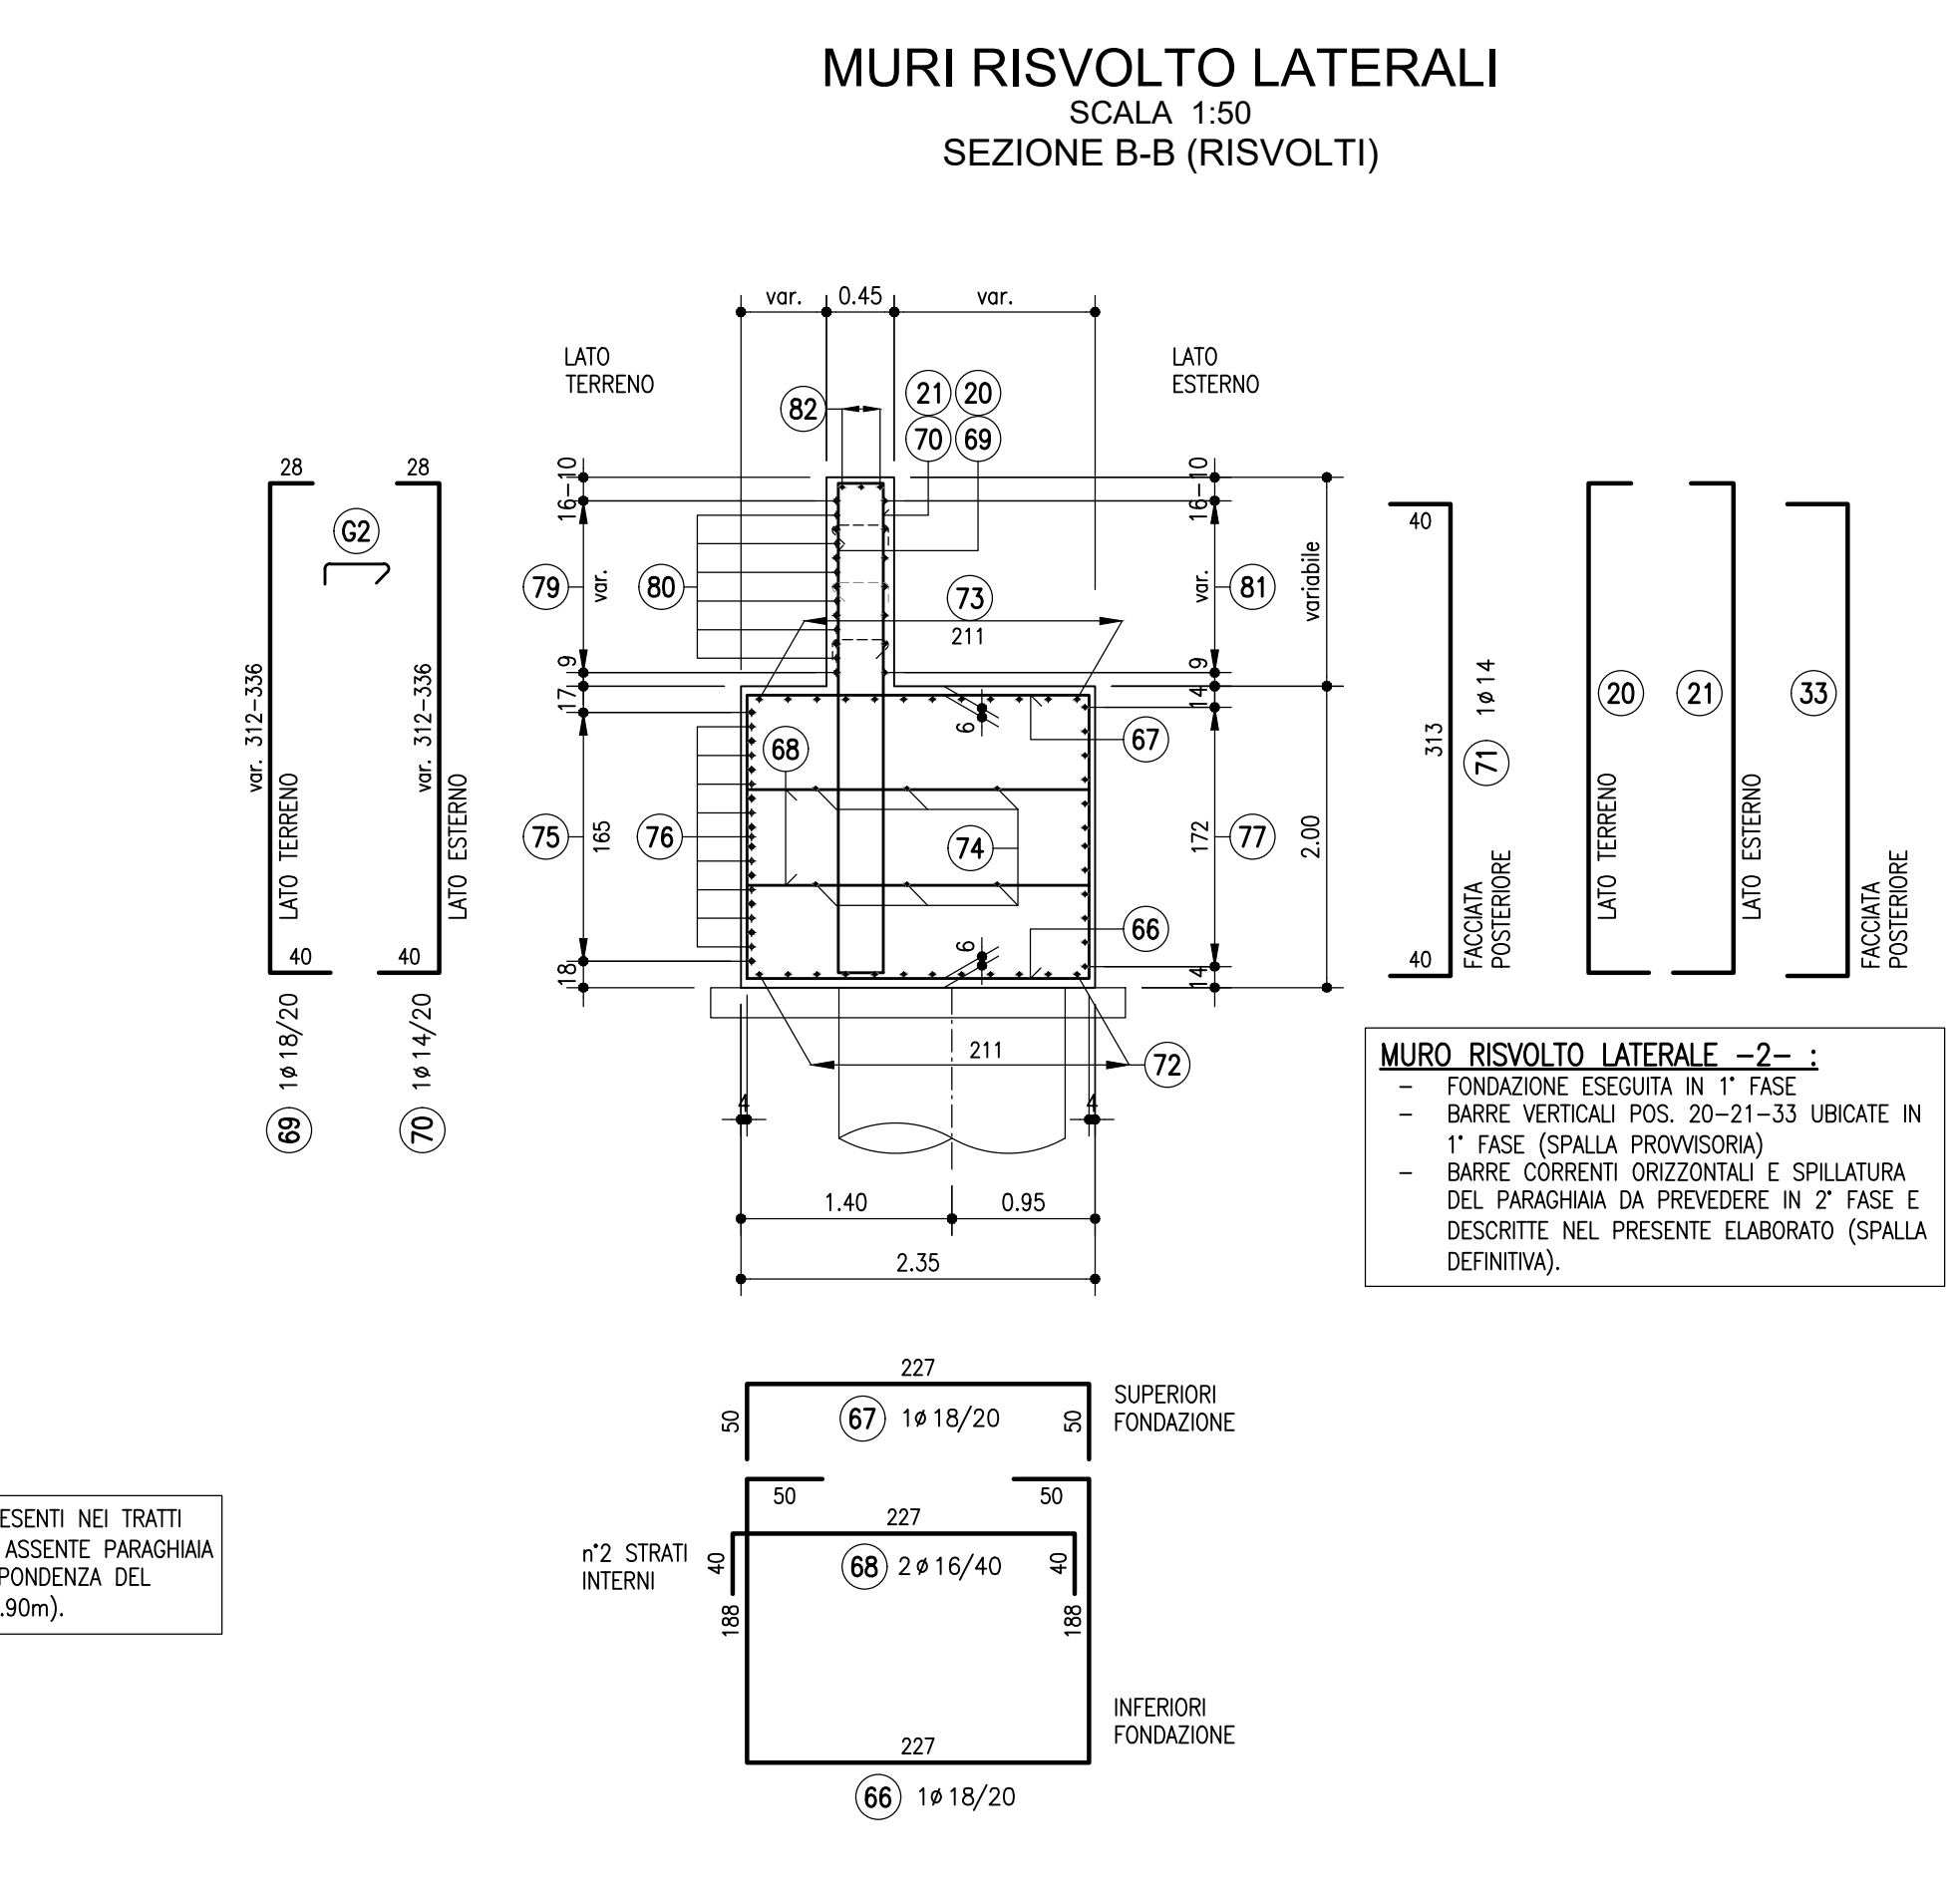 MURI RISVOLTO LATERALI
SCALA 1:50
SEZIONE B-B (RISVOLTI)
var. 0.45 var.
LATO
TERRENO
LATO
ESTERNO
82
21 20
70 69
28 28
G2
var. 312-336
var. 312-336
LATO TERRENO
LATO ESTERNO
40 40
69 1ø18/20
70 1ø14/20
16-10
79 var.
80
9
17
75 165
76
18
73
211
68
6
67
74
66
6
16-10
var. 81
9
14
172 77
14
variabile
2.00
211
72
4 4
1.40 0.95
2.35
40
313
71 1ø14
40
FACCIATA
POSTERIORE
20
LATO TERRENO
21
LATO ESTERNO
33
FACCIATA
POSTERIORE
MURO RISVOLTO LATERALE -2- :
- FONDAZIONE ESEGUITA IN 1° FASE
- BARRE VERTICALI POS. 20-21-33 UBICATE IN
1° FASE (SPALLA PROVVISORIA)
- BARRE CORRENTI ORIZZONTALI E SPILLATURA
DEL PARAGHIAIA DA PREVEDERE IN 2° FASE E
DESCRITTE NEL PRESENTE ELABORATO (SPALLA
DEFINITIVA).
227
50 67 1ø18/20 50
SUPERIORI
FONDAZIONE
50 50
227
n°2 STRATI
INTERNI
40 68 2ø16/40 40
188 188
INFERIORI
FONDAZIONE
227
66 1ø18/20
ESENTI NEI TRATTI
ASSENTE PARAGHIAIA
PONDENZA DEL
.90m).